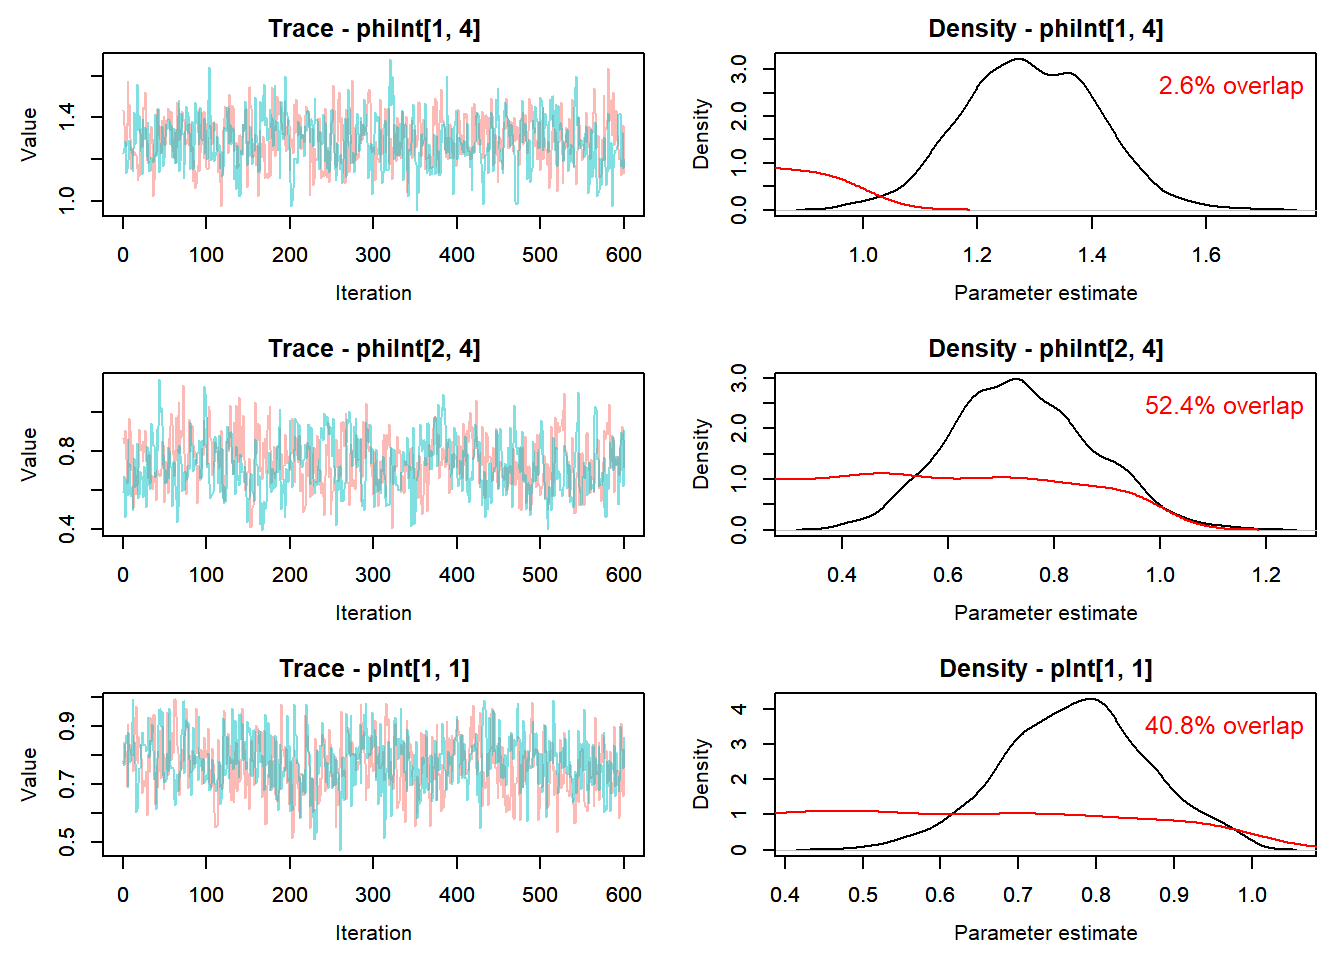 Trace - phiInt[1, 4]
Value
1.0
1.4
0 100 200 300 400 500 600
Iteration
Density - phiInt[1, 4]
2.6% overlap
Density
0.0
1.0
2.0
3.0
1.0 1.2 1.4 1.6
Parameter estimate
Trace - phiInt[2, 4]
Value
0.4
0.8
0 100 200 300 400 500 600
Iteration
Density - phiInt[2, 4]
52.4% overlap
Density
0.0
1.0
2.0
3.0
0.4 0.6 0.8 1.0 1.2
Parameter estimate
Trace - pInt[1, 1]
Value
0.5
0.7
0.9
0 100 200 300 400 500 600
Iteration
Density - pInt[1, 1]
40.8% overlap
Density
0
1
2
3
4
0.4 0.5 0.6 0.7 0.8 0.9 1.0
Parameter estimate